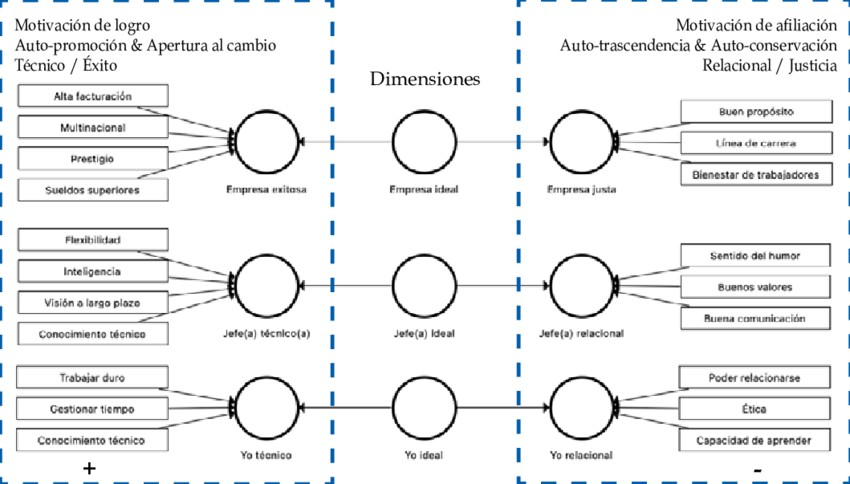 Motivación de logro
Auto-promoción & Apertura al cambio
Técnico / Éxito
Motivación de afiliación
Auto-trascendencia & Auto-conservación
Relacional / Justicia
Dimensiones
Alta facturación
Multinacional
Prestigio
Sueldos superiores
Empresa exitosa
Empresa ideal
Empresa justa
Buen propósito
Línea de carrera
Bienestar de trabajadores
Flexibilidad
Inteligencia
Visión a largo plazo
Conocimiento técnico
Jefe(a) técnico(a)
Jefe(a) ideal
Jefe(a) relacional
Sentido del humor
Buenos valores
Buena comunicación
Trabajar duro
Gestionar tiempo
Conocimiento técnico
Yo técnico
Yo ideal
Yo relacional
Poder relacionarse
Ética
Capacidad de aprender
+
-